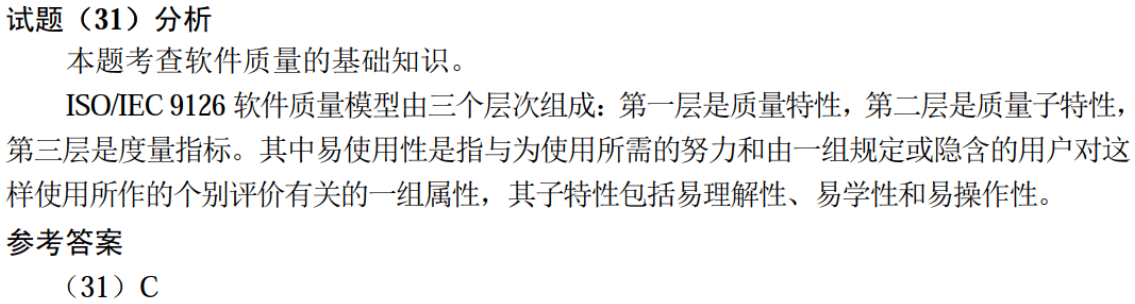 试题（31）分析
本题考查软件质量的基础知识。
ISO/IEC 9126 软件质量模型由三个层次组成：第一层是质量特性，第二层是质量子特性，
第三层是度量指标。其中易使用性是指与为使用所需的努力和由一组规定或隐含的用户对这
样使用所作的个别评价有关的一组属性，其子特性包括易理解性、易学性和易操作性。
参考答案
（31）C